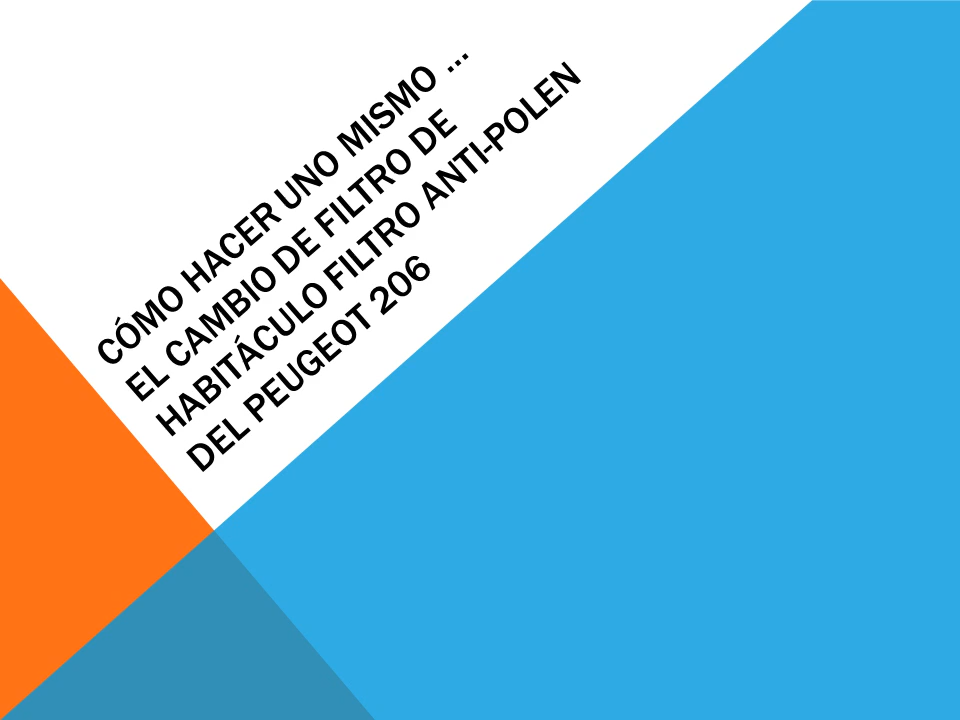 CÓMO HACER UNO MISMO ...
EL CAMBIO DE FILTRO DE
HABITÁCULO FILTRO ANTI-POLEN
DEL PEUGEOT 206